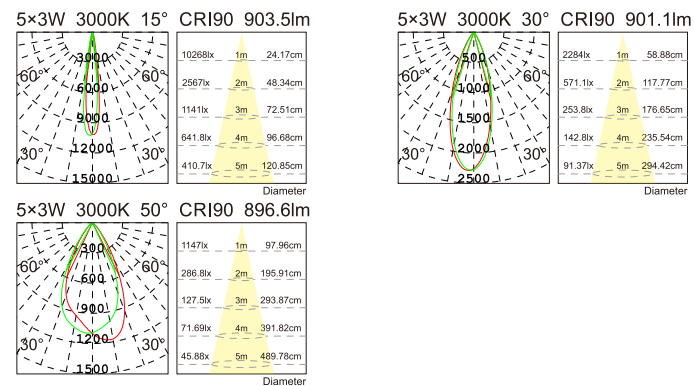 5×3W 3000K 15° CRI90 903.5lm
3000
6000
9000
12000
15000
60° 60°
30° 30°
10268lx 1m 24.17cm
2567lx 2m 48.34cm
1141lx 3m 72.51cm
641.8lx 4m 96.68cm
410.7lx 5m 120.85cm
Diameter
5×3W 3000K 30° CRI90 901.1lm
500
1000
1500
2000
2500
60° 60°
30° 30°
2284lx 1m 58.88cm
571.1lx 2m 117.77cm
253.8lx 3m 176.65cm
142.8lx 4m 235.54cm
91.37lx 5m 294.42cm
Diameter
5×3W 3000K 50° CRI90 896.6lm
300
600
900
1200
1500
60° 60°
30° 30°
1147lx 1m 97.96cm
286.8lx 2m 195.91cm
127.5lx 3m 293.87cm
71.69lx 4m 391.82cm
45.88x 5m 489.78cm
Diameter